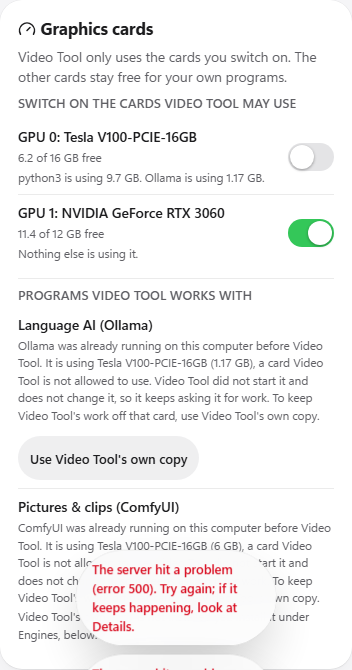 Graphics cards
Video Tool only uses the cards you switch on. The
other cards stay free for your own programs.
SWITCH ON THE CARDS VIDEO TOOL MAY USE
GPU 0: Tesla V100-PCIE-16GB
6.2 of 16 GB free
python3 is using 9.7 GB. Ollama is using 1.17 GB.
GPU 1: NVIDIA GeForce RTX 3060
11.4 of 12 GB free
Nothing else is using it.
PROGRAMS VIDEO TOOL WORKS WITH
Language AI (Ollama)
Ollama was already running on this computer before Video
Tool. It is using Tesla V100-PCIE-16GB (1.17 GB), a card Video
Tool is not allowed to use. Video Tool did not start it and
does not change it, so it keeps asking it for work. To keep
Video Tool's work off that card, use Video Tool's own copy.
Use Video Tool's own copy
Pictures & clips (ComfyUI)
ComfyUI was already running on this computer before Video
Tool. It is using Tesla V100-PCIE-16GB (6 GB), a card Video
Tool is not
does not
To keep
Video Tool's
own copy.
Video Tool's
under
Engines, below.
The server hit a problem
(error 500). Try again; if it
keeps happening, look at
Details.